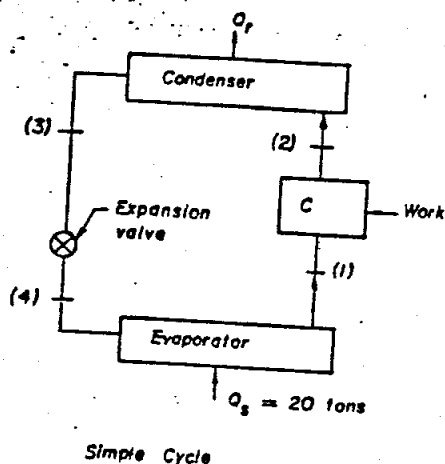 Qr
Condenser
(3)
(2)
Expansion
valve
C
Work
(1)
(4)
Evaporator
Qs = 20 tons
Simple Cycle